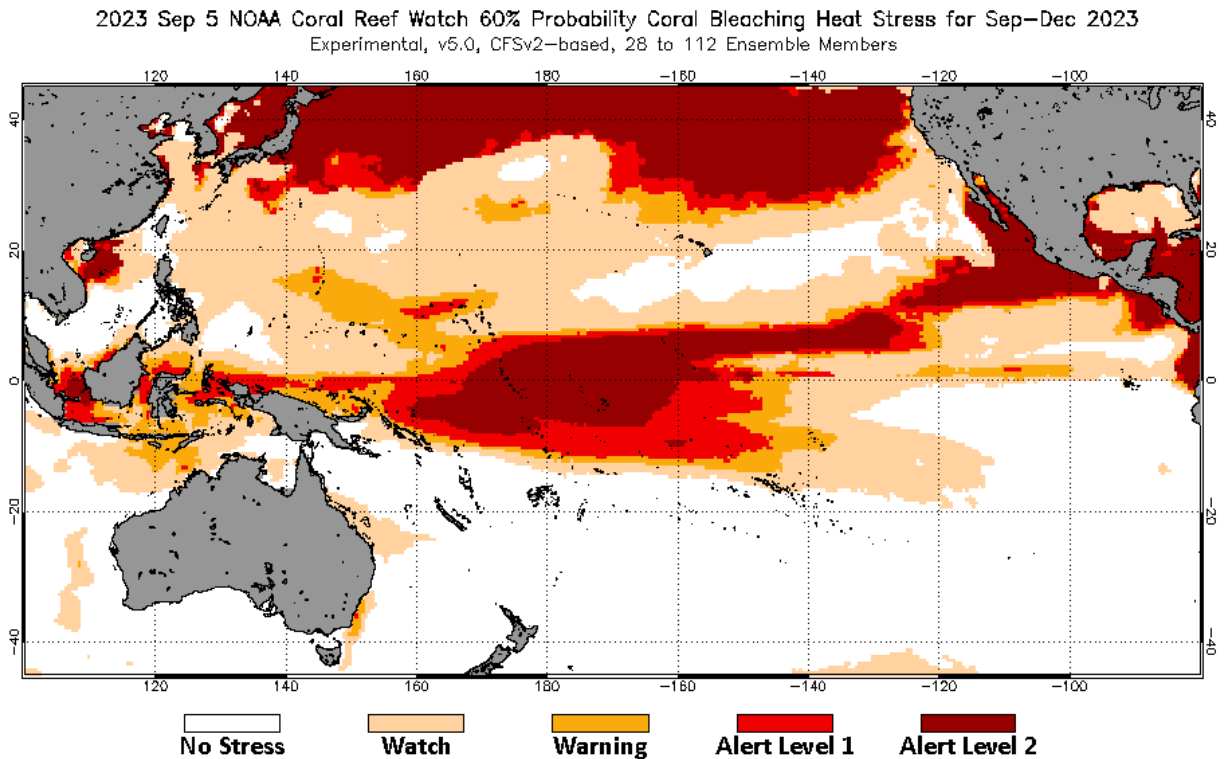 2023 Sep 5 NOAA Coral Reef Watch 60% Probability Coral Bleaching Heat Stress for Sep-Dec 2023
Experimental, v5.0, CFSv2-based, 28 to 112 Ensemble Members
120 140 160 180 -160 -140 -120 -100
40 40
20 20
0 0
-20 -20
-40 -40
120 140 160 180 -160 -140 -120 -100
No Stress Watch Warning Alert Level 1 Alert Level 2